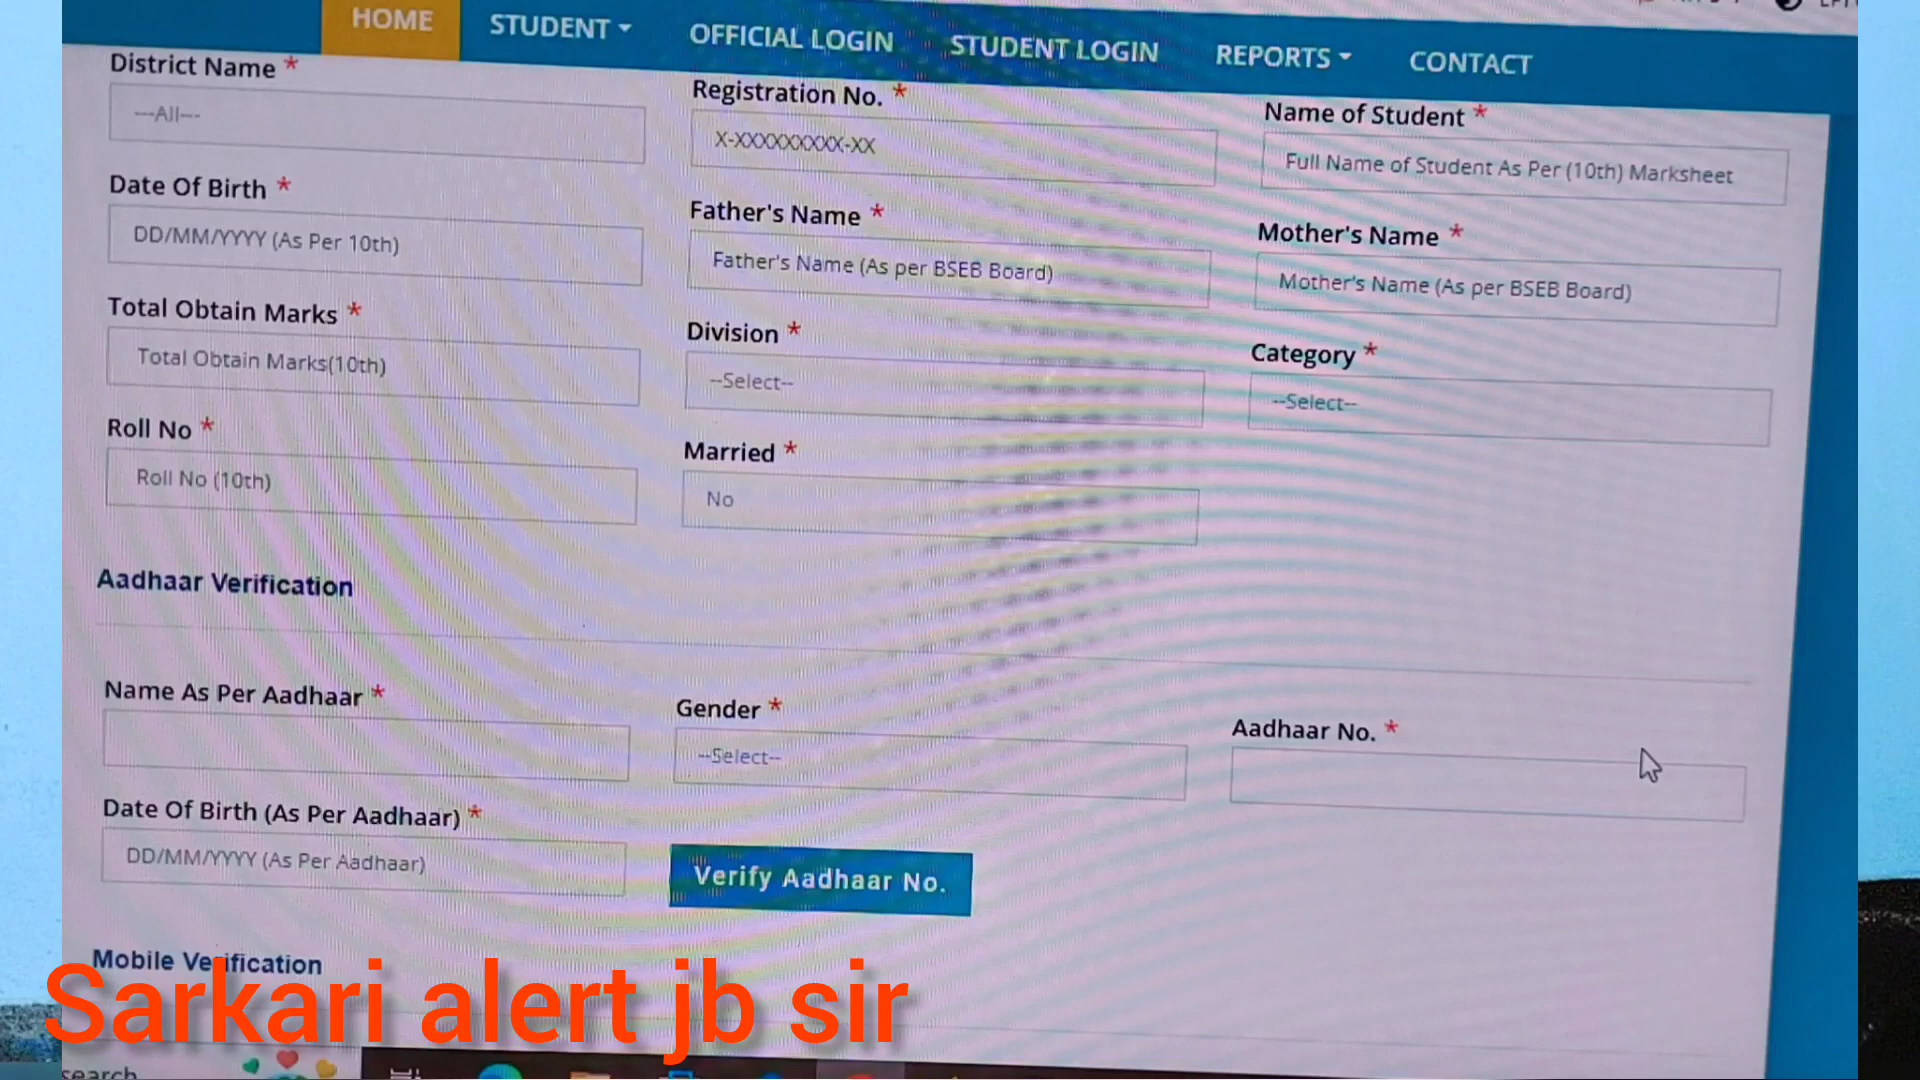 HOME STUDENT OFFICIAL LOGIN STUDENT LOGIN REPORTS CONTACT
District Name * Registration No. * Name of Student *
---All--- X-XXXXXXXXX-XX Full Name of Student As Per (10th) Marksheet
Date Of Birth * Father's Name * Mother's Name *
DD/MM/YYYY (As Per 10th) Father's Name (As per BSEB Board) Mother's Name (As per BSEB Board)
Total Obtain Marks * Division * Category *
Total Obtain Marks(10th) --Select-- --Select--
Roll No * Married *
Roll No (10th) No
Aadhaar Verification
Name As Per Aadhaar * Gender * Aadhaar No. *
--Select--
Date Of Birth (As Per Aadhaar) *
DD/MM/YYYY (As Per Aadhaar) Verify Aadhaar No.
Mobile Verification
Sarkari alert jb sir
search